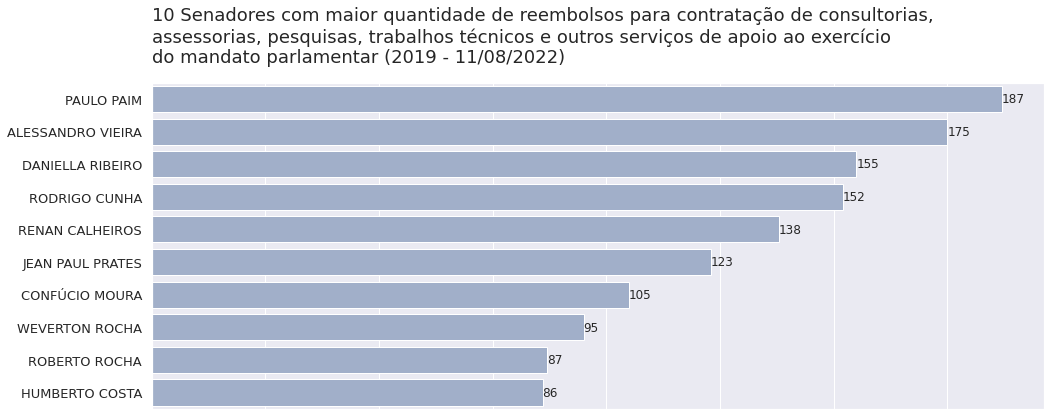 10 Senadores com maior quantidade de reembolsos para contratação de consultorias,
assessorias, pesquisas, trabalhos técnicos e outros serviços de apoio ao exercício
do mandato parlamentar (2019 - 11/08/2022)
PAULO PAIM 187
ALESSANDRO VIEIRA 175
DANIELLA RIBEIRO 155
RODRIGO CUNHA 152
RENAN CALHEIROS 138
JEAN PAUL PRATES 123
CONFÚCIO MOURA 105
WEVERTON ROCHA 95
ROBERTO ROCHA 87
HUMBERTO COSTA 86